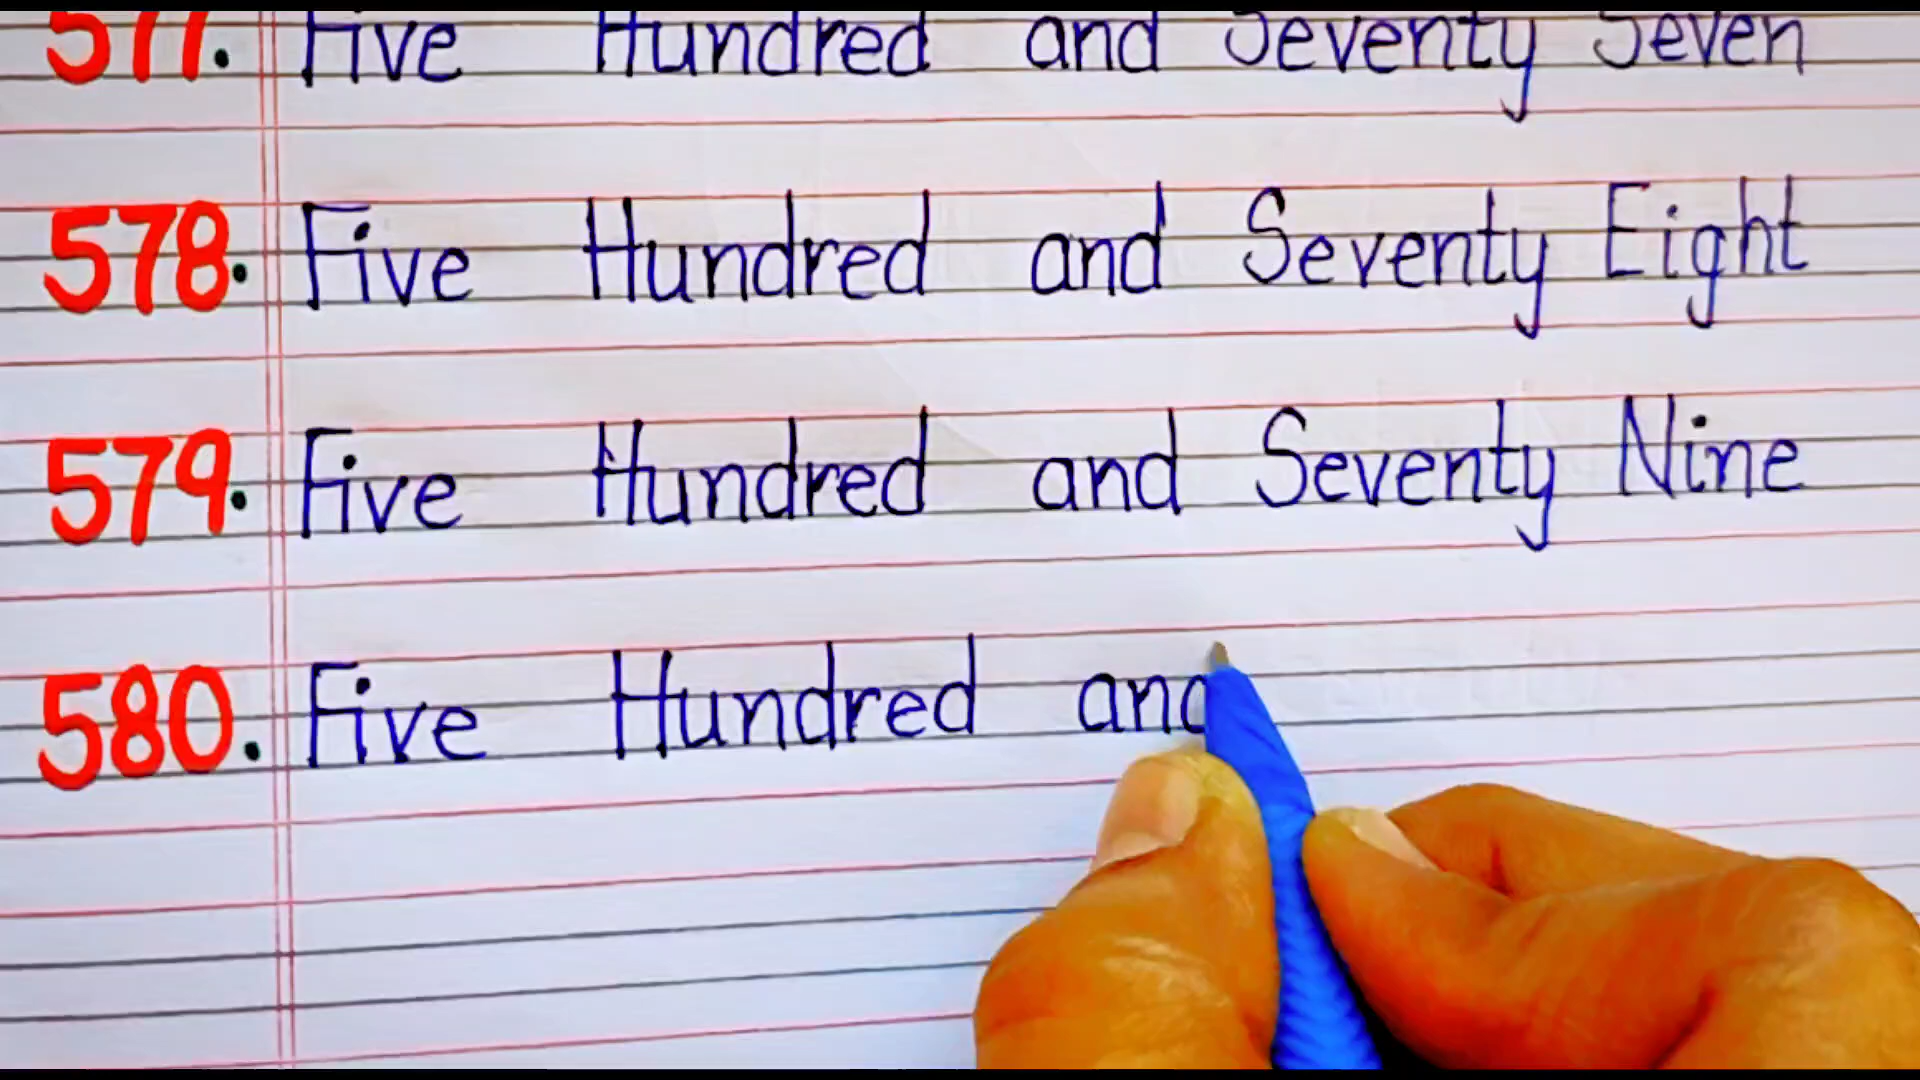 577. Five Hundred and Seventy Seven
578. Five Hundred and Seventy Eight
579. Five Hundred and Seventy Nine
580. Five Hundred and